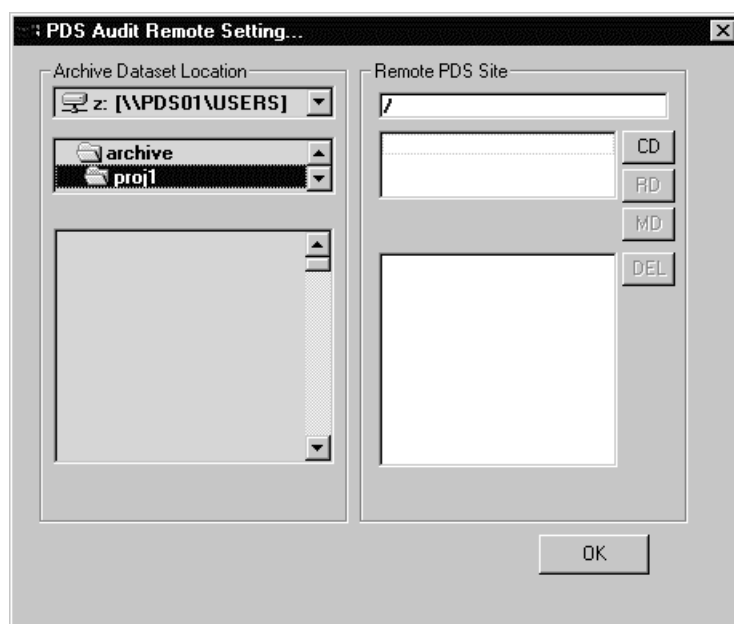 PDS Audit Remote Setting...
Archive Dataset Location
z: [\\PDS01\USERS]
archive
proj1
Remote PDS Site
/
CD
RD
MD
DEL
OK